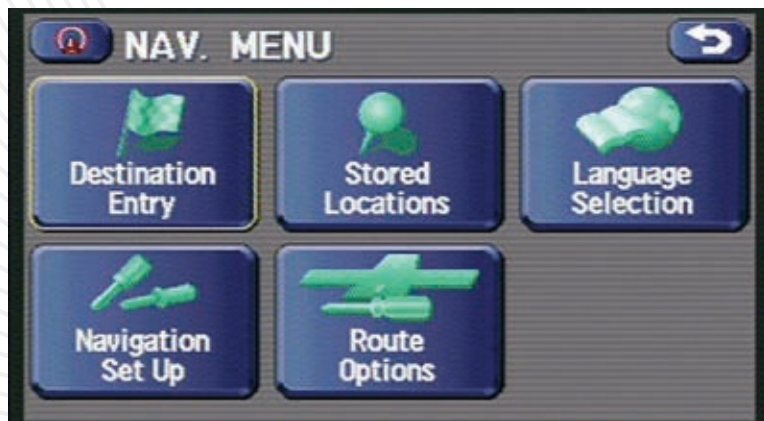 NAV. MENU
Destination
Entry
Stored
Locations
Language
Selection
Navigation
Set Up
Route
Options